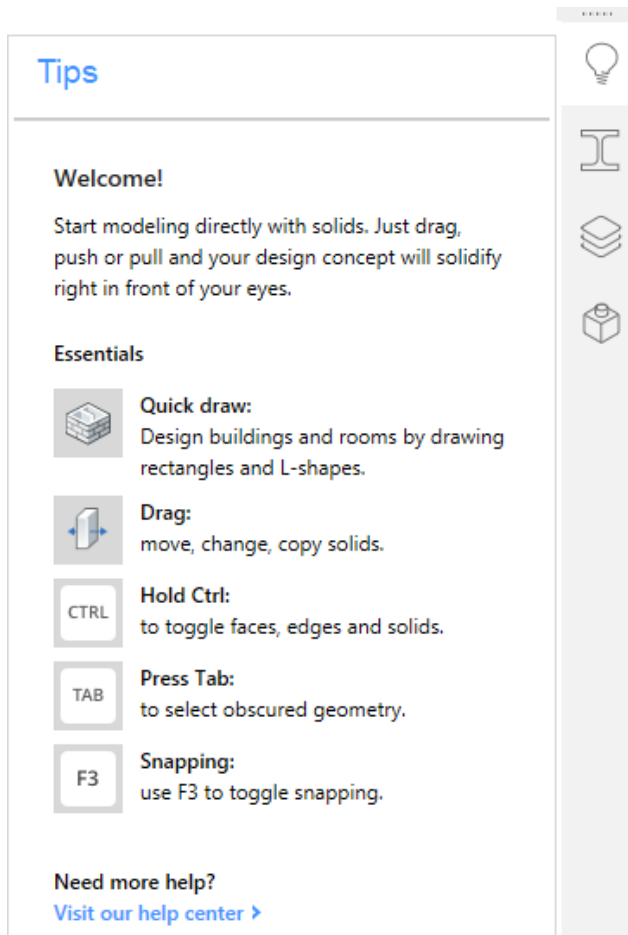 Tips
Welcome!
Start modeling directly with solids. Just drag,
push or pull and your design concept will solidify
right in front of your eyes.
Essentials
Quick draw:
Design buildings and rooms by drawing
rectangles and L-shapes.
Drag:
move, change, copy solids.
CTRL
Hold Ctrl:
to toggle faces, edges and solids.
TAB
Press Tab:
to select obscured geometry.
F3
Snapping:
use F3 to toggle snapping.
Need more help?
Visit our help center >